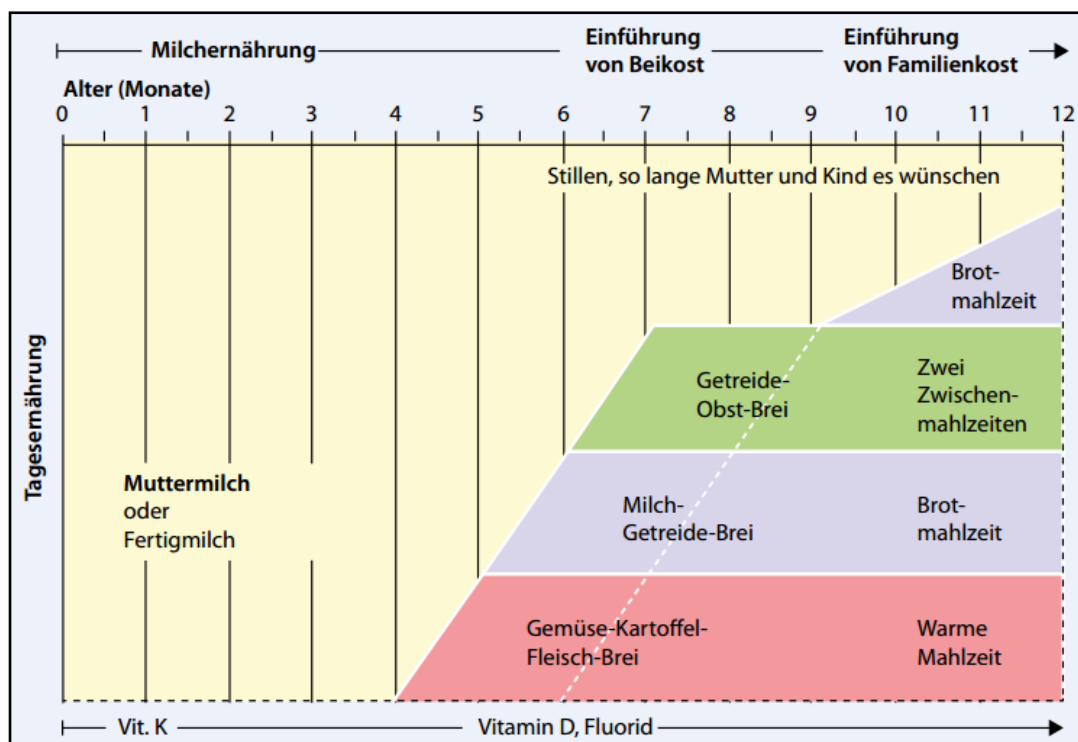 Milchernährung
Einführung
von Beikost
Einführung
von Familienkost
Alter (Monate)
0 1 2 3 4 5 6 7 8 9 10 11 12
Stillen, so lange Mutter und Kind es wünschen
Brot-
mahlzeit
Tagesernährung
Getreide-
Obst-Brei
Zwei
Zwischen-
mahlzeiten
Muttermilch
oder
Fertigmilch
Milch-
Getreide-Brei
Brot-
mahlzeit
Gemüse-Kartoffel-
Fleisch-Brei
Warme
Mahlzeit
Vit. K
Vitamin D, Fluorid